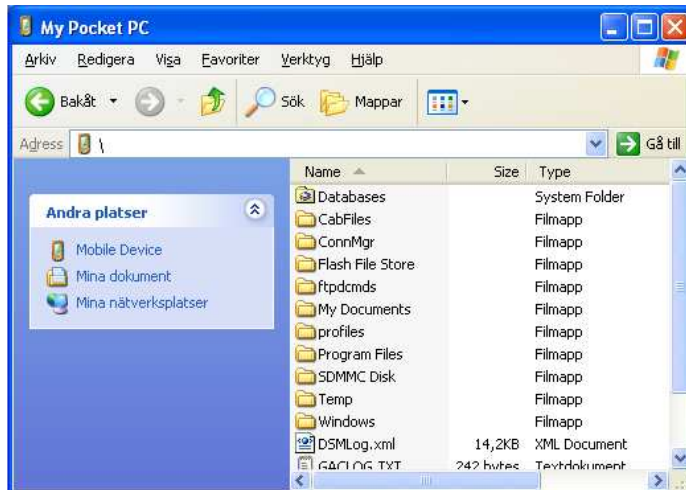 My Pocket PC
Arkiv Redigera Visa Favoriter Verktyg Hjälp
Bakåt Sök Mappar
Adress \ Gå till
Andra platser
Mobile Device
Mina dokument
Mina nätverksplatser
Name Size Type
Databases System Folder
CabFiles Filmapp
ConnMgr Filmapp
Flash File Store Filmapp
ftpdcmds Filmapp
My Documents Filmapp
profiles Filmapp
Program Files Filmapp
SDMMC Disk Filmapp
Temp Filmapp
Windows Filmapp
DSMLog.xml 14,2KB XML Document
GACLOG.TXT 242 bytes Textdokument